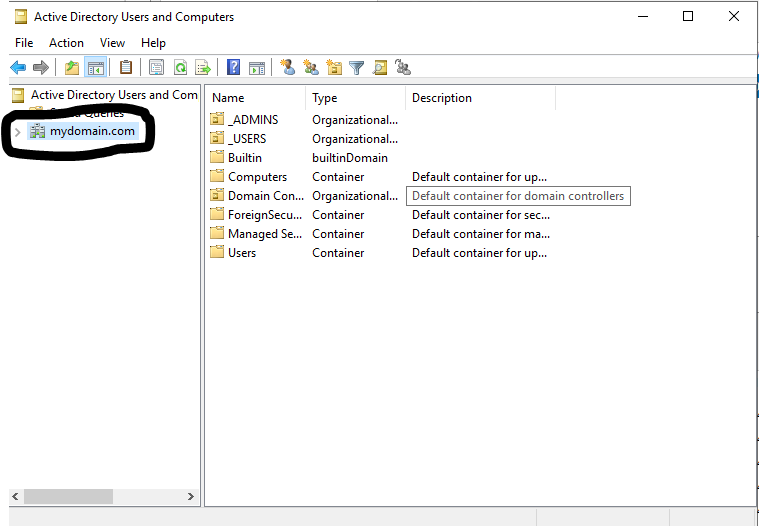 Active Directory Users and Computers
File Action View Help
Active Directory Users and Com
Saved Queries
mydomain.com
Name Type Description
_ADMINS Organizational...
_USERS Organizational...
Builtin builtinDomain
Computers Container Default container for up...
Domain Con... Organizational... Default container for domain controllers
ForeignSecu... Container Default container for sec...
Managed Se... Container Default container for ma...
Users Container Default container for up...